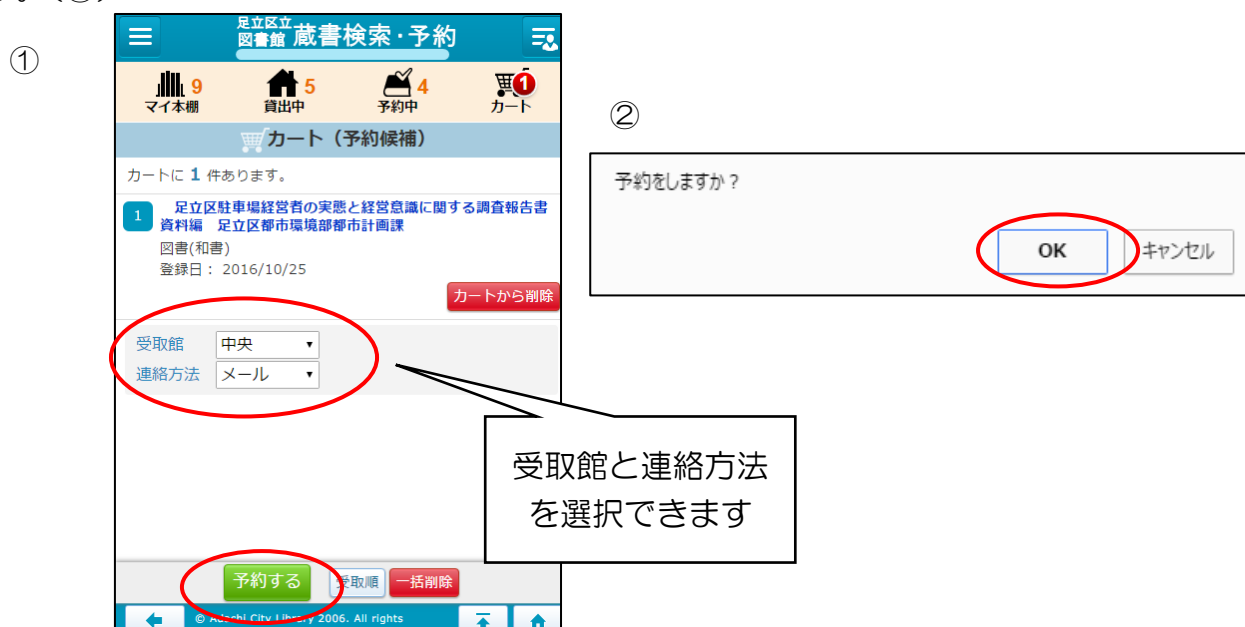 ①
足立区立
図書館 蔵書検索・予約
9 5 4 1
マイ本棚 貸出中 予約中 カート
カート（予約候補）
カートに 1 件あります。
1 足立区駐車場経営者の実態と経営意識に関する調査報告書
資料編 足立区都市環境部都市計画課
図書(和書)
登録日： 2016/10/25
カートから削除
受取館 中央
連絡方法 メール
受取館と連絡方法
を選択できます
予約する 受取順 一括削除
© Adachi City Library 2006. All rights
②
予約をしますか？
OK キャンセル